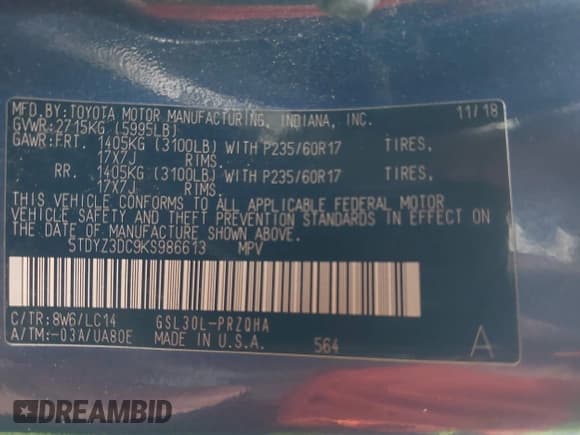 MFD.BY:TOYOTA MOTOR MANUFACTURING, INDIANA, INC. 11/18
GVWR:2715KG (5995LB)
GAWR:FRT. 1405KG (3100LB) WITH P235/60R17 TIRES,
17X7J RIMS.
RR. 1405KG (3100LB) WITH P235/60R17 TIRES,
17X7J RIMS.
THIS VEHICLE CONFORMS TO ALL APPLICABLE FEDERAL MOTOR
VEHICLE SAFETY AND THEFT PREVENTION STANDARDS IN EFFECT ON
THE DATE OF MANUFACTURE SHOWN ABOVE.
5TDYZ3DC9KS986613 MPV
C/TR:8W6/LC14 GSL30L-PRZQHA
A/TM:-03A/UA80E MADE IN U.S.A. 564 A
DREAMBID